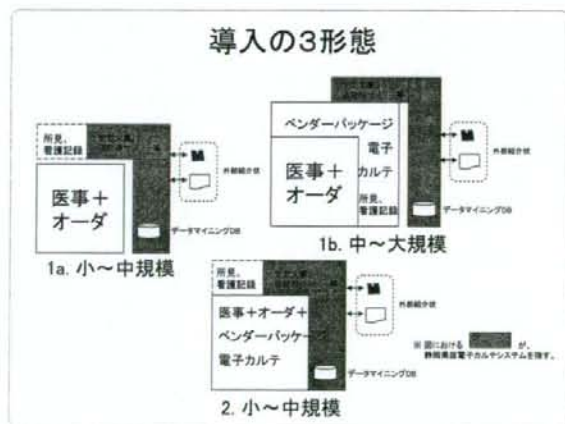 導入の3形態
所見、
看護記録
医事＋
オーダ
外部紹介状
データマイニングDB
1a. 小～中規模
ベンダーパッケージ
電子
カルテ
医事＋
オーダ
所見、
看護記録
外部紹介状
データマイニングDB
1b. 中～大規模
所見、
看護記録
医事＋オーダ＋
ベンダーパッケージ
電子カルテ
外部紹介状
データマイニングDB
2. 小～中規模
※ 図における が、
静岡県版電子カルテシステムを指す。